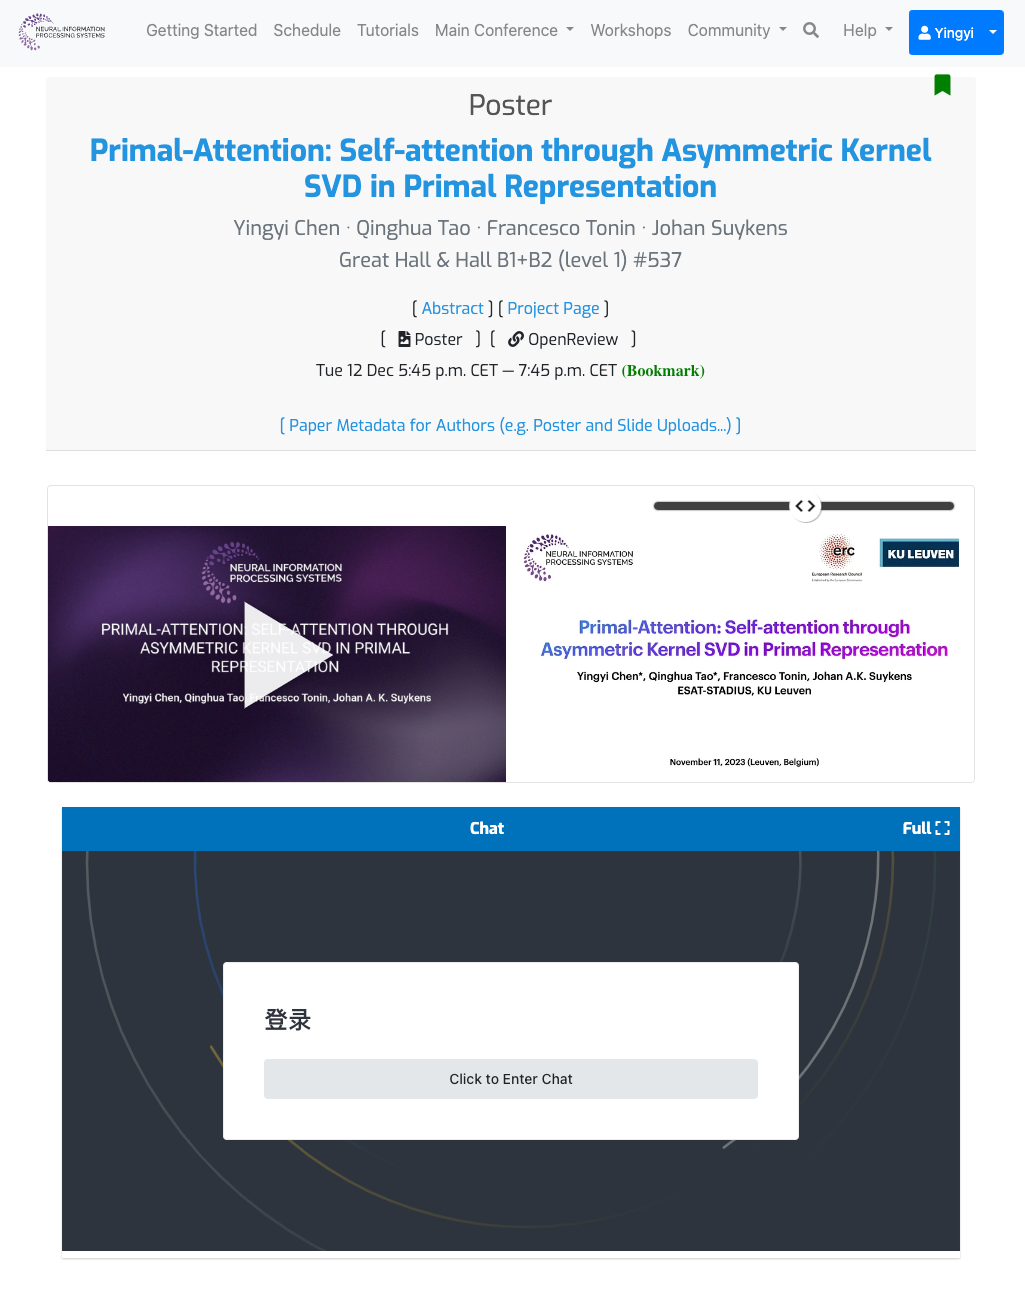 NEURAL INFORMATION
PROCESSING SYSTEMS
Getting Started Schedule Tutorials Main Conference Workshops Community Help Yingyi
Poster
Primal-Attention: Self-attention through Asymmetric Kernel
SVD in Primal Representation
Yingyi Chen · Qinghua Tao · Francesco Tonin · Johan Suykens
Great Hall & Hall B1+B2 (level 1) #537
[ Abstract ] [ Project Page ]
[ Poster ] [ OpenReview ]
Tue 12 Dec 5:45 p.m. CET — 7:45 p.m. CET (Bookmark)
[ Paper Metadata for Authors (e.g. Poster and Slide Uploads...) ]
NEURAL INFORMATION
PROCESSING SYSTEMS
PRIMAL-ATTENTION: SELF-ATTENTION THROUGH
ASYMMETRIC KERNEL SVD IN PRIMAL
REPRESENTATION
Yingyi Chen, Qinghua Tao, Francesco Tonin, Johan A. K. Suykens
NEURAL INFORMATION
PROCESSING SYSTEMS
erc
European Research Council
Established by the European Commission
KU LEUVEN
Primal-Attention: Self-attention through
Asymmetric Kernel SVD in Primal Representation
Yingyi Chen*, Qinghua Tao*, Francesco Tonin, Johan A.K. Suykens
ESAT-STADIUS, KU Leuven
November 11, 2023 (Leuven, Belgium)
Chat Full
登录
Click to Enter Chat